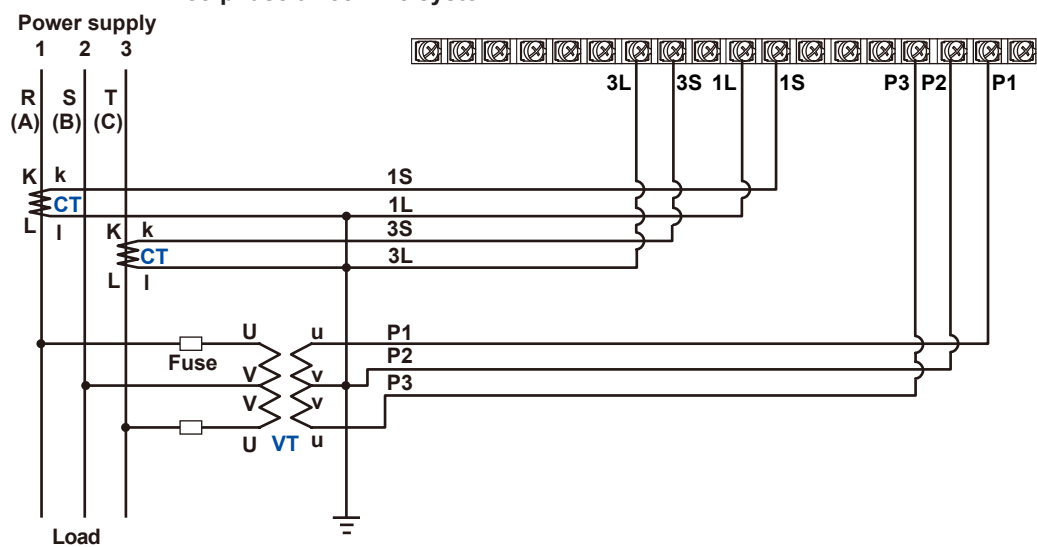 Power supply
1 2 3
R S T
(A) (B) (C)
3L 3S 1L 1S P3 P2 P1
K k
CT
L l
1S
1L
K k
CT
L l
3S
3L
U u P1
Fuse
P2
V v
V v P3
U VT u
Load